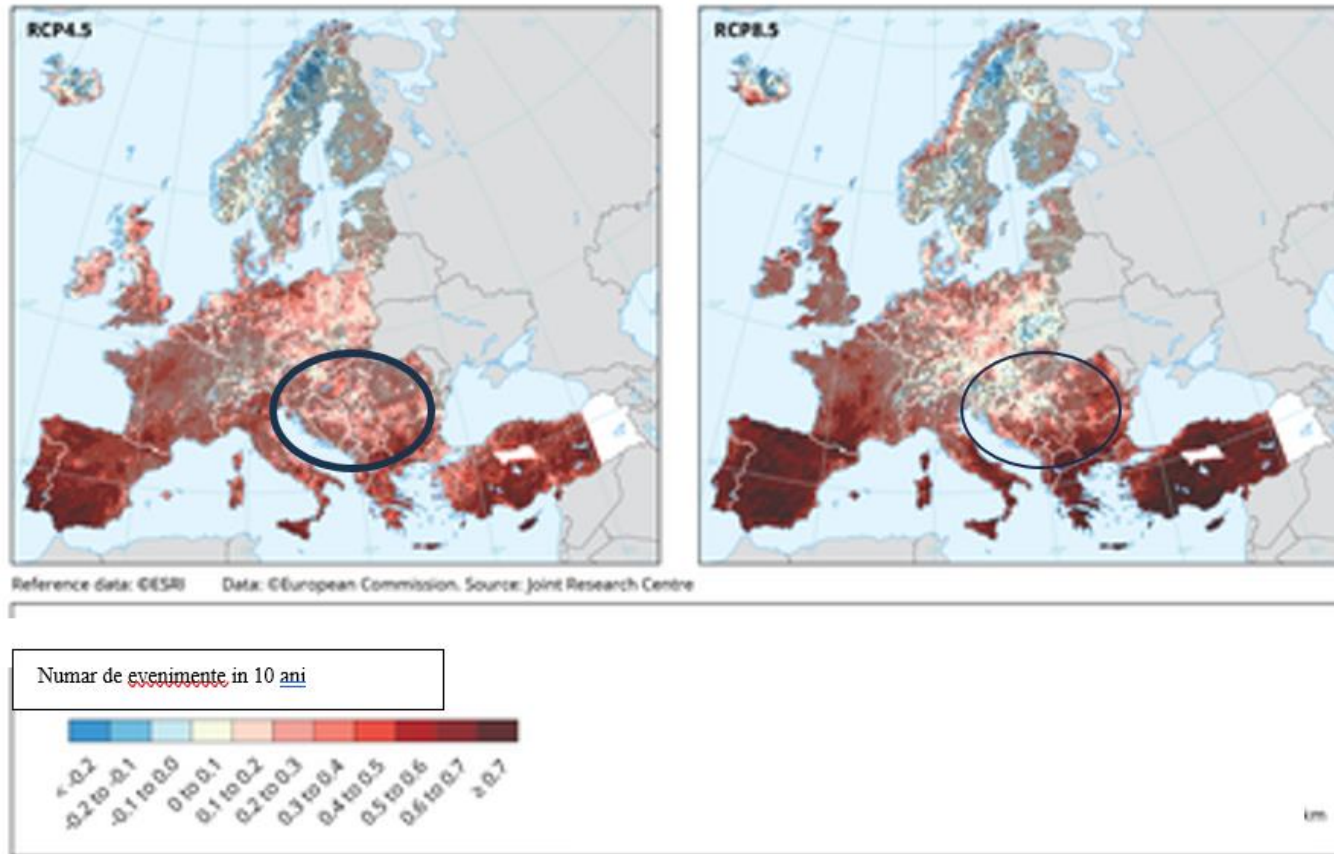 RCP4.5
RCP8.5
Reference data: ©ESRI Data: ©European Commission. Source: Joint Research Centre
Numar de evenimente in 10 ani
< -0.2
-0.2 to -0.1
-0.1 to 0.0
0 to 0.1
0.1 to 0.2
0.2 to 0.3
0.3 to 0.4
0.4 to 0.5
0.5 to 0.6
0.6 to 0.7
≥ 0.7
km